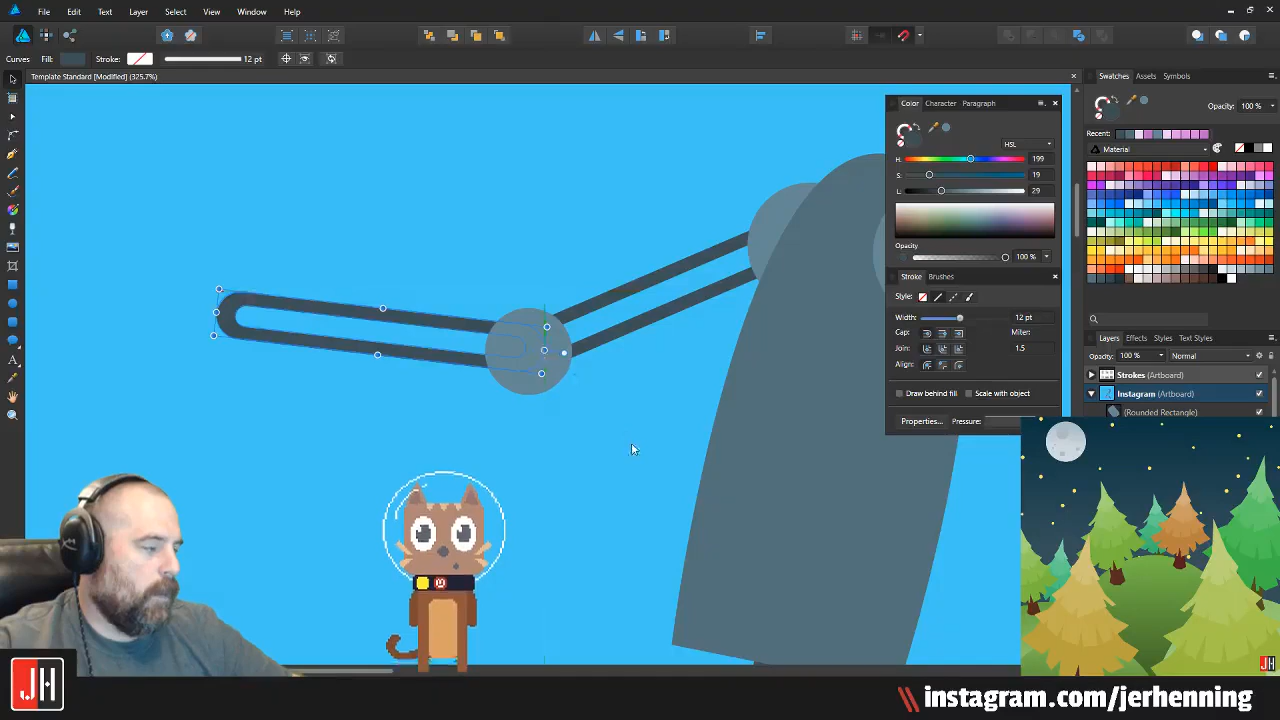 File Edit Text Layer Select View Window Help
Curves Fill: Stroke: 12 pt
Template Standard [Modified] (325.7%)
Swatches Assets Symbols
Opacity: 100 %
Recent:
Material
Color Character Paragraph
HSL
H: 199
S: 19
L: 29
Opacity
100 %
Stroke Brushes
Style:
Width: 12 pt
Cap: Miter:
Join: 1.5
Align:
Draw behind fill Scale with object
Properties... Pressure:
Layers Effects Styles Text Styles
Opacity: 100 % Normal
Strokes (Artboard)
Instagram (Artboard)
(Rounded Rectangle)
JH
JH
instagram.com/jerhenning